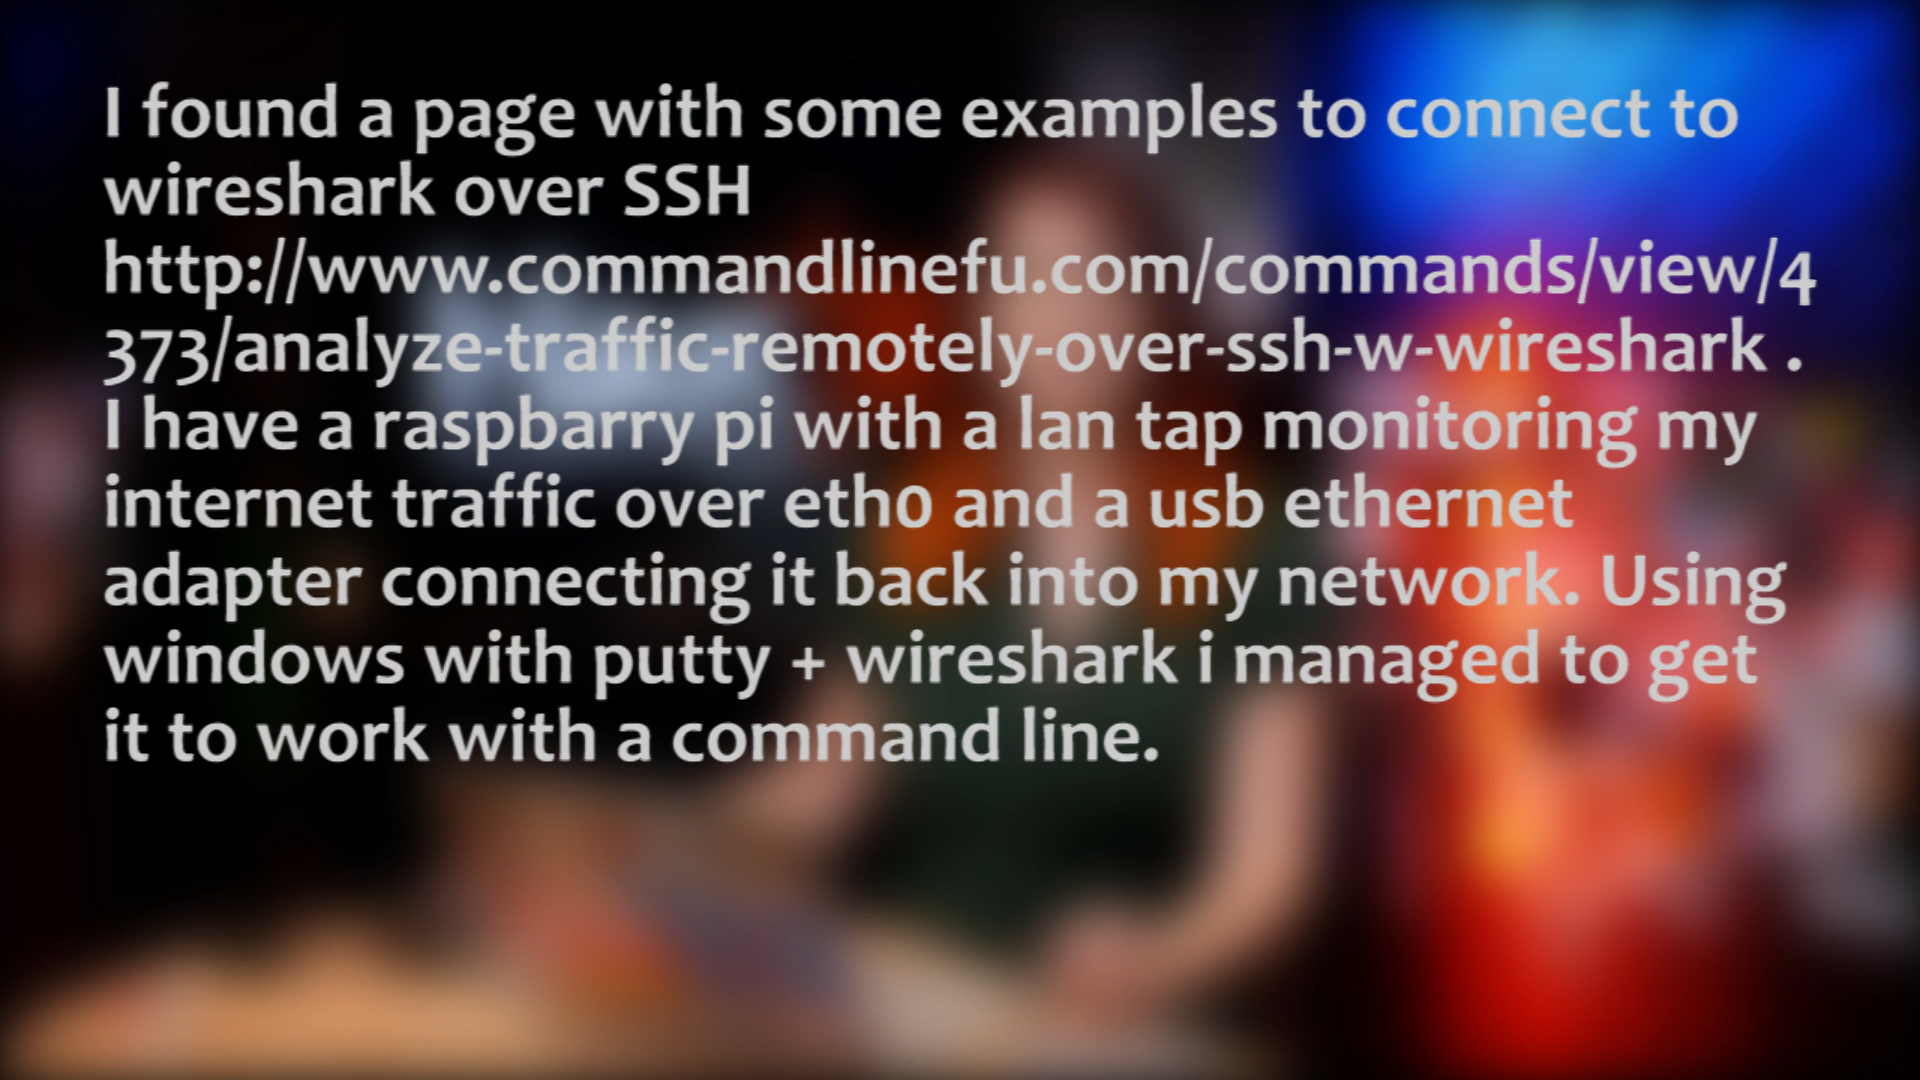 I found a page with some examples to connect to
wireshark over SSH
http://www.commandlinefu.com/commands/view/4
373/analyze-traffic-remotely-over-ssh-w-wireshark .
I have a raspbarry pi with a lan tap monitoring my
internet traffic over eth0 and a usb ethernet
adapter connecting it back into my network. Using
windows with putty + wireshark i managed to get
it to work with a command line.